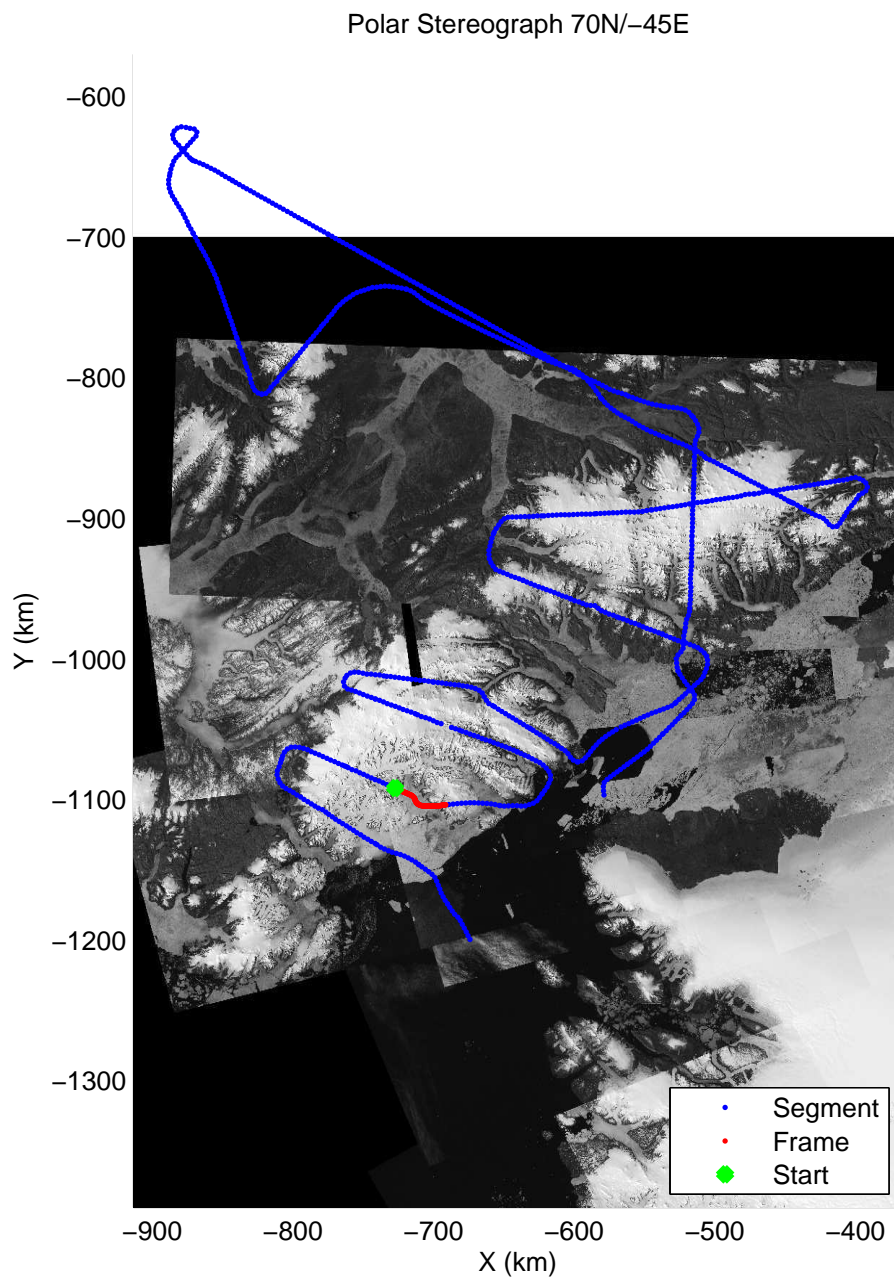 Polar Stereograph 70N/−45E
−600
−700
−800
−900
−1000
−1100
−1200
−1300
Y (km)
−900 −800 −700 −600 −500 −400
X (km)
Segment
Frame
Start